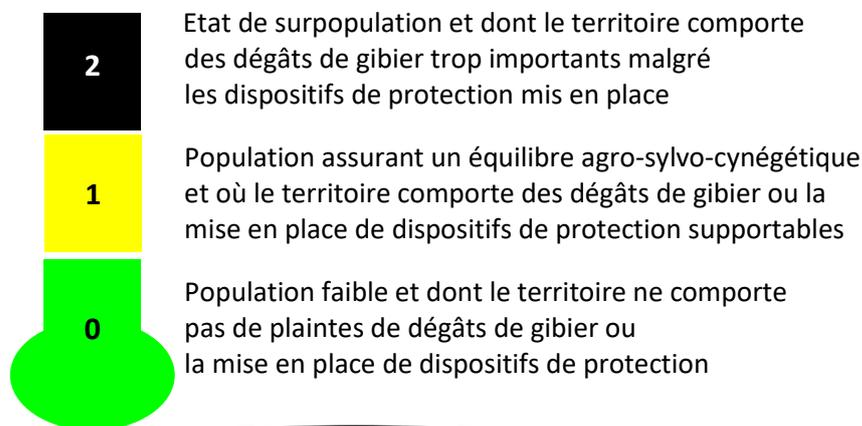 2
Etat de surpopulation et dont le territoire comporte
des dégâts de gibier trop importants malgré
les dispositifs de protection mis en place
1
Population assurant un équilibre agro-sylvo-cynégétique
et où le territoire comporte des dégâts de gibier ou la
mise en place de dispositifs de protection supportables
0
Population faible et dont le territoire ne comporte
pas de plaintes de dégâts de gibier ou
la mise en place de dispositifs de protection